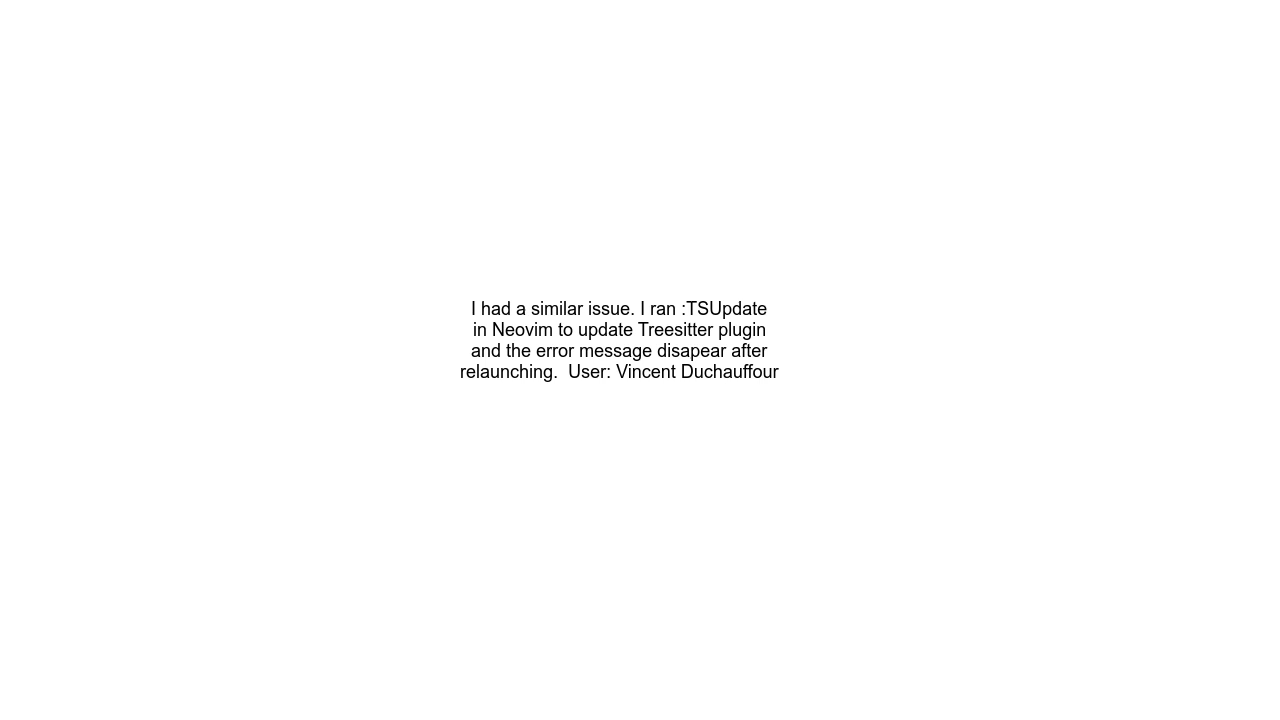 I had a similar issue. I ran :TSUpdate
in Neovim to update Treesitter plugin
and the error message disapear after
relaunching.  User: Vincent Duchauffour